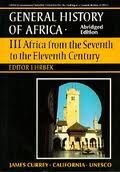 GENERAL HISTORY
OF AFRICA ·
Abridged
Edition
III Africa from the Seventh
to the Eleventh Century
EDITOR I HRBEK
JAMES CURREY · CALIFORNIA · UNESCO